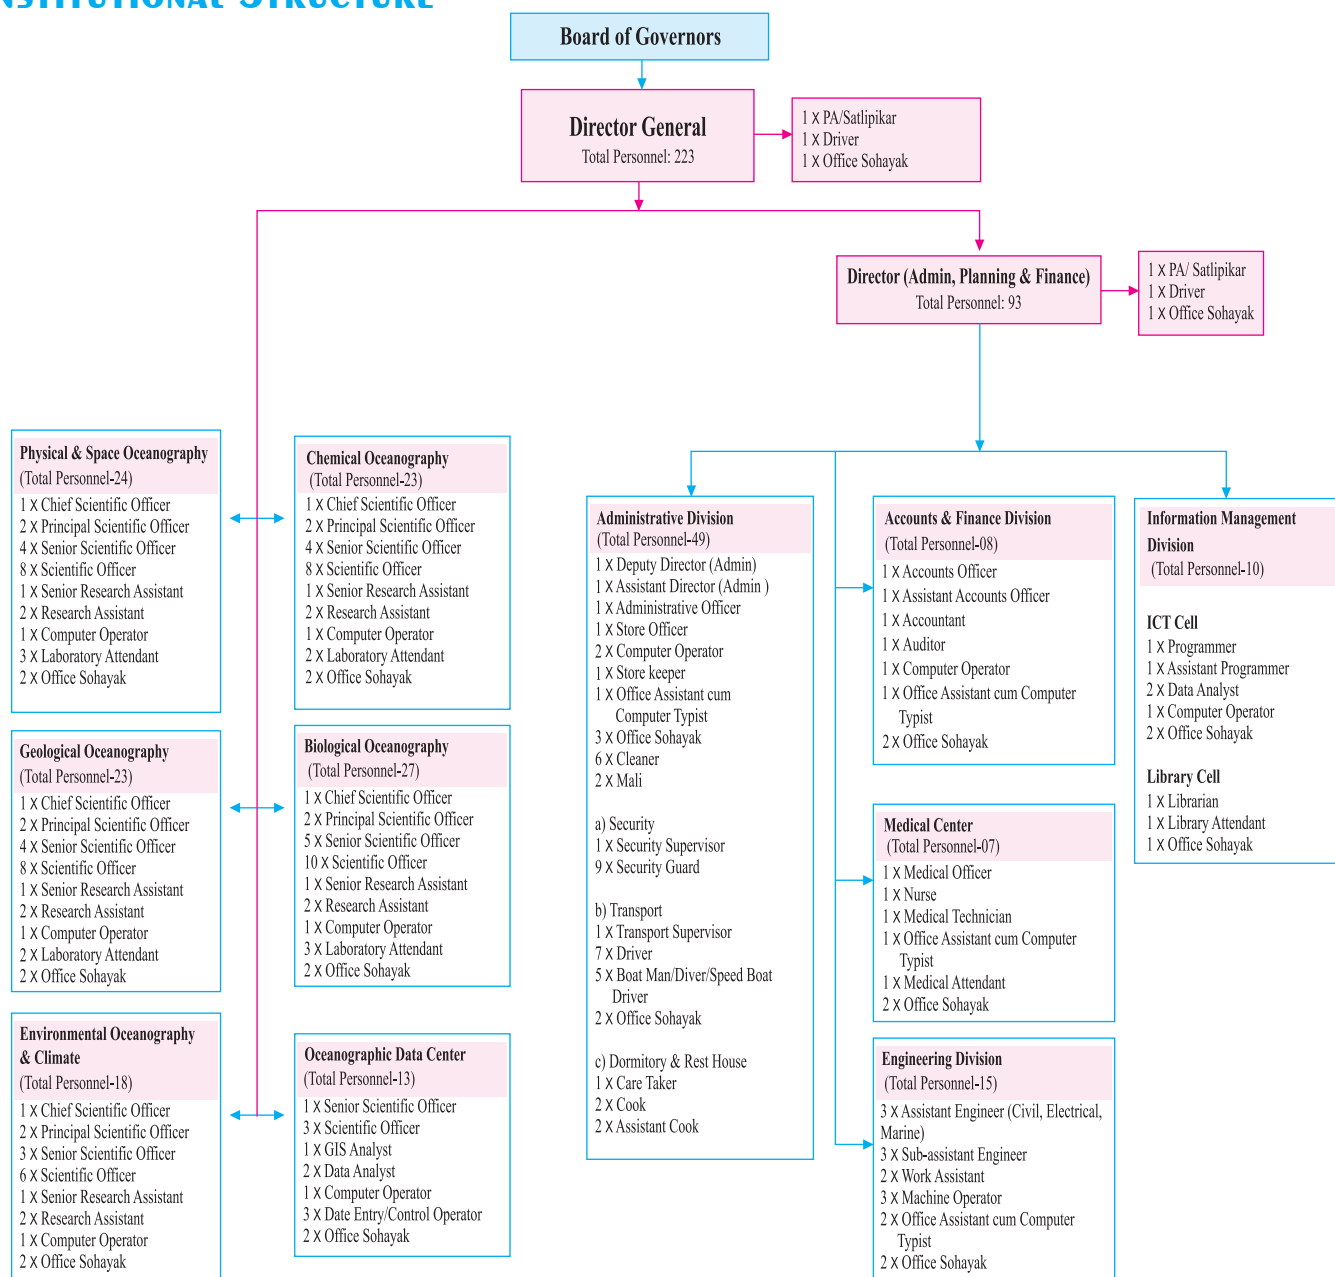 NSTITUTIONAL STRUCTURE
Board of Governors
Director General
Total Personnel: 223
1 X PA/Satlipikar
1 X Driver
1 X Office Sohayak
Director (Admin, Planning & Finance)
Total Personnel: 93
1 X PA/ Satlipikar
1 X Driver
1 X Office Sohayak
Physical & Space Oceanography
(Total Personnel-24)
1 X Chief Scientific Officer
2 X Principal Scientific Officer
4 X Senior Scientific Officer
8 X Scientific Officer
1 X Senior Research Assistant
2 X Research Assistant
1 X Computer Operator
3 X Laboratory Attendant
2 X Office Sohayak
Chemical Oceanography
(Total Personnel-23)
1 X Chief Scientific Officer
2 X Principal Scientific Officer
4 X Senior Scientific Officer
8 X Scientific Officer
1 X Senior Research Assistant
2 X Research Assistant
1 X Computer Operator
2 X Laboratory Attendant
2 X Office Sohayak
Geological Oceanography
(Total Personnel-23)
1 X Chief Scientific Officer
2 X Principal Scientific Officer
4 X Senior Scientific Officer
8 X Scientific Officer
1 X Senior Research Assistant
2 X Research Assistant
1 X Computer Operator
2 X Laboratory Attendant
2 X Office Sohayak
Biological Oceanography
(Total Personnel-27)
1 X Chief Scientific Officer
2 X Principal Scientific Officer
5 X Senior Scientific Officer
10 X Scientific Officer
1 X Senior Research Assistant
2 X Research Assistant
1 X Computer Operator
3 X Laboratory Attendant
2 X Office Sohayak
Environmental Oceanography
& Climate
(Total Personnel-18)
1 X Chief Scientific Officer
2 X Principal Scientific Officer
3 X Senior Scientific Officer
6 X Scientific Officer
1 X Senior Research Assistant
2 X Research Assistant
1 X Computer Operator
2 X Office Sohayak
Oceanographic Data Center
(Total Personnel-13)
1 X Senior Scientific Officer
3 X Scientific Officer
1 X GIS Analyst
2 X Data Analyst
1 X Computer Operator
3 X Date Entry/Control Operator
2 X Office Sohayak
Administrative Division
(Total Personnel-49)
1 X Deputy Director (Admin)
1 X Assistant Director (Admin )
1 X Administrative Officer
1 X Store Officer
2 X Computer Operator
1 X Store keeper
1 X Office Assistant cum
Computer Typist
3 X Office Sohayak
6 X Cleaner
2 X Mali
a) Security
1 X Security Supervisor
9 X Security Guard
b) Transport
1 X Transport Supervisor
7 X Driver
5 X Boat Man/Diver/Speed Boat
Driver
2 X Office Sohayak
c) Dormitory & Rest House
1 X Care Taker
2 X Cook
2 X Assistant Cook
Accounts & Finance Division
(Total Personnel-08)
1 X Accounts Officer
1 X Assistant Accounts Officer
1 X Accountant
1 X Auditor
1 X Computer Operator
1 X Office Assistant cum Computer
Typist
2 X Office Sohayak
Medical Center
(Total Personnel-07)
1 X Medical Officer
1 X Nurse
1 X Medical Technician
1 X Office Assistant cum Computer
Typist
1 X Medical Attendant
2 X Office Sohayak
Engineering Division
(Total Personnel-15)
3 X Assistant Engineer (Civil, Electrical,
Marine)
3 X Sub-assistant Engineer
2 X Work Assistant
3 X Machine Operator
2 X Office Assistant cum Computer
Typist
2 X Office Sohayak
Information Management
Division
(Total Personnel-10)
ICT Cell
1 X Programmer
1 X Assistant Programmer
2 X Data Analyst
1 X Computer Operator
2 X Office Sohayak
Library Cell
1 X Librarian
1 X Library Attendant
1 X Office Sohayak